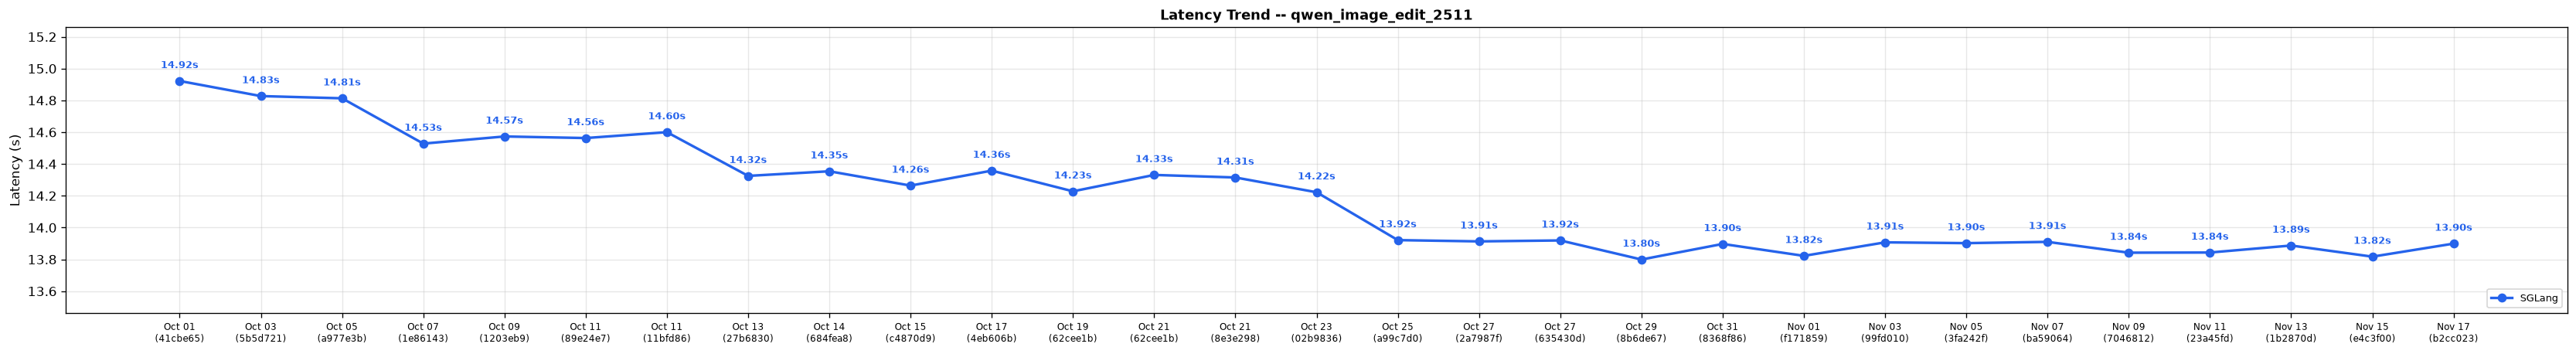 Latency Trend -- qwen_image_edit_2511
Latency (s)
15.2
15.0
14.8
14.6
14.4
14.2
14.0
13.8
13.6
14.92s
14.83s
14.81s
14.53s
14.57s
14.56s
14.60s
14.32s
14.35s
14.26s
14.36s
14.23s
14.33s
14.31s
14.22s
13.92s
13.91s
13.92s
13.80s
13.90s
13.82s
13.91s
13.90s
13.91s
13.84s
13.84s
13.89s
13.82s
13.90s
SGLang
Oct 01
(41cbe65)
Oct 03
(5b5d721)
Oct 05
(a977e3b)
Oct 07
(1e86143)
Oct 09
(1203eb9)
Oct 11
(89e24e7)
Oct 11
(11bfd86)
Oct 13
(27b6830)
Oct 14
(684fea8)
Oct 15
(c4870d9)
Oct 17
(4eb606b)
Oct 19
(62cee1b)
Oct 21
(62cee1b)
Oct 21
(8e3e298)
Oct 23
(02b9836)
Oct 25
(a99c7d0)
Oct 27
(2a7987f)
Oct 27
(635430d)
Oct 29
(8b6de67)
Oct 31
(8368f86)
Nov 01
(f171859)
Nov 03
(99fd010)
Nov 05
(3fa242f)
Nov 07
(ba59064)
Nov 09
(7046812)
Nov 11
(23a45fd)
Nov 13
(1b2870d)
Nov 15
(e4c3f00)
Nov 17
(b2cc023)